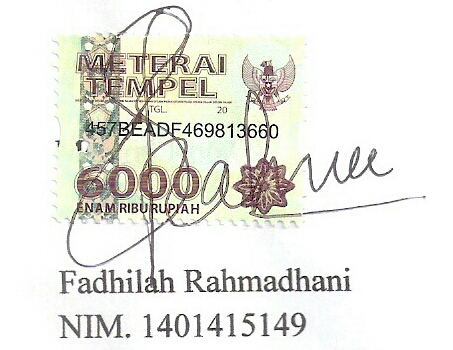 METERAI
TEMPEL
TGL. 20
457BEADF469813660
6000
ENAM RIBU RUPIAH
Fadhilah Rahmadhani
NIM. 1401415149